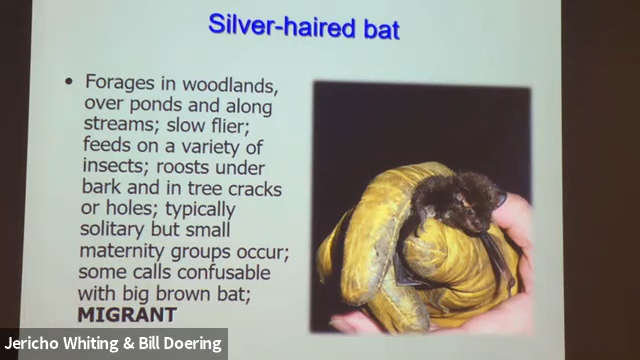 Silver-haired bat
• Forages in woodlands,
over ponds and along
streams; slow flier;
feeds on a variety of
insects; roosts under
bark and in tree cracks
or holes; typically
solitary but small
maternity groups occur;
some calls confusable
with big brown bat;
MIGRANT
Jericho Whiting & Bill Doering